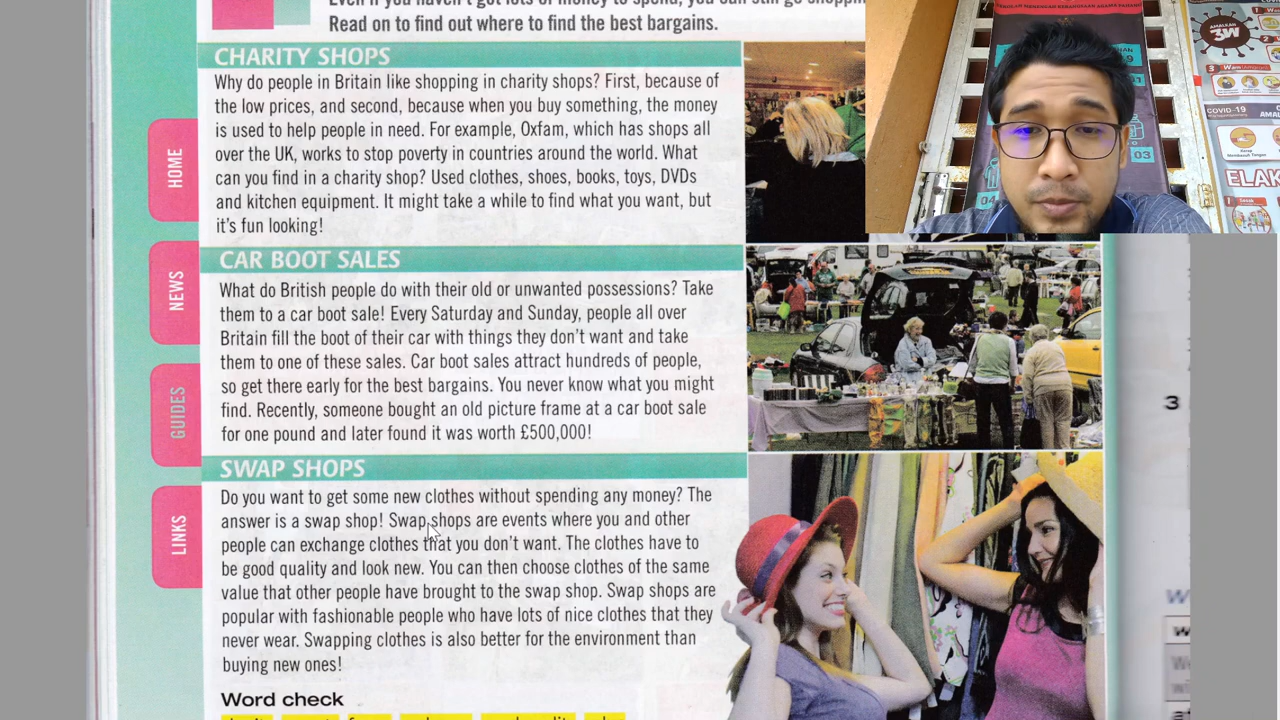 Read on to find out where to find the best bargains.
CHARITY SHOPS
Why do people in Britain like shopping in charity shops? First, because of
the low prices, and second, because when you buy something, the money
is used to help people in need. For example, Oxfam, which has shops all
over the UK, works to stop poverty in countries around the world. What
can you find in a charity shop? Used clothes, shoes, books, toys, DVDs
and kitchen equipment. It might take a while to find what you want, but
it's fun looking!
CAR BOOT SALES
What do British people do with their old or unwanted possessions? Take
them to a car boot sale! Every Saturday and Sunday, people all over
Britain fill the boot of their car with things they don't want and take
them to one of these sales. Car boot sales attract hundreds of people,
so get there early for the best bargains. You never know what you might
find. Recently, someone bought an old picture frame at a car boot sale
for one pound and later found it was worth £500,000!
SWAP SHOPS
Do you want to get some new clothes without spending any money? The
answer is a swap shop! Swap shops are events where you and other
people can exchange clothes that you don't want. The clothes have to
be good quality and look new. You can then choose clothes of the same
value that other people have brought to the swap shop. Swap shops are
popular with fashionable people who have lots of nice clothes that they
never wear. Swapping clothes is also better for the environment than
buying new ones!
Word check
HOME
NEWS
GUIDES
LINKS
3
AMALKAN
3W
COVID-19
ELAK
03
04